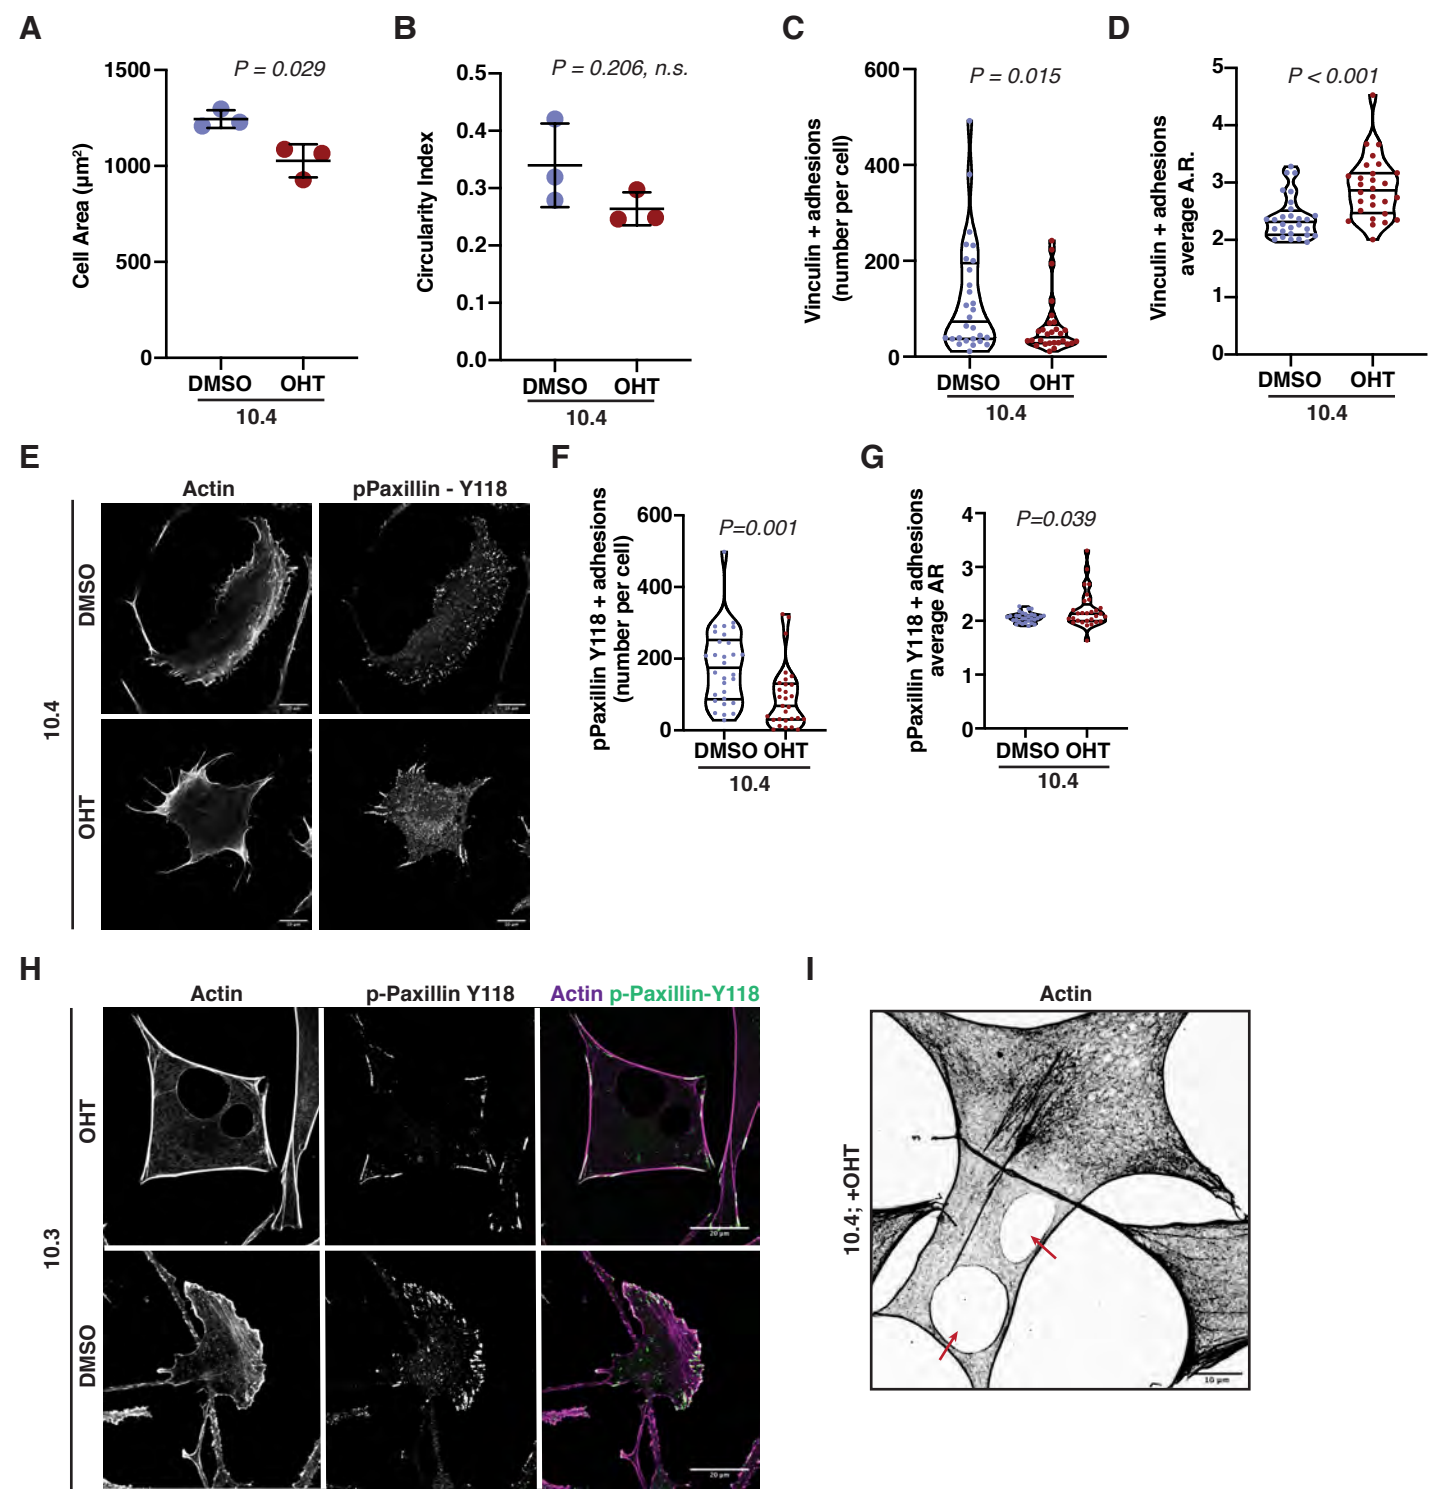 A
Cell Area (µm²)
1500
1000
500
0
P = 0.029
DMSO OHT
10.4
B
Circularity Index
0.5
0.4
0.3
0.2
0.1
0.0
P = 0.206, n.s.
DMSO OHT
10.4
C
Vinculin + adhesions
(number per cell)
600
400
200
0
P = 0.015
DMSO OHT
10.4
D
Vinculin + adhesions
average A.R.
5
4
3
2
1
0
P < 0.001
DMSO OHT
10.4
E
Actin pPaxillin - Y118
10.4
DMSO
OHT
F
pPaxillin Y118 + adhesions
(number per cell)
600
400
200
0
P=0.001
DMSO OHT
10.4
G
pPaxillin Y118 + adhesions
average AR
4
3
2
1
0
P=0.039
DMSO OHT
10.4
H
Actin p-Paxillin Y118 Actin p-Paxillin-Y118
10.3
OHT
20 µm
DMSO
20 µm
I
Actin
10.4; +OHT
10 µm